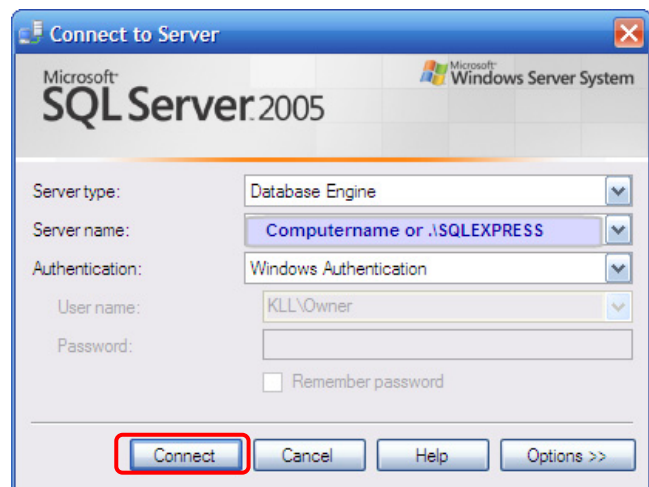 Connect to Server
Microsoft
SQL Server 2005
Microsoft
Windows Server System
Server type: Database Engine
Server name: Computername or .\SQLEXPRESS
Authentication: Windows Authentication
User name: KLL\Owner
Password:
Remember password
Connect Cancel Help Options >>